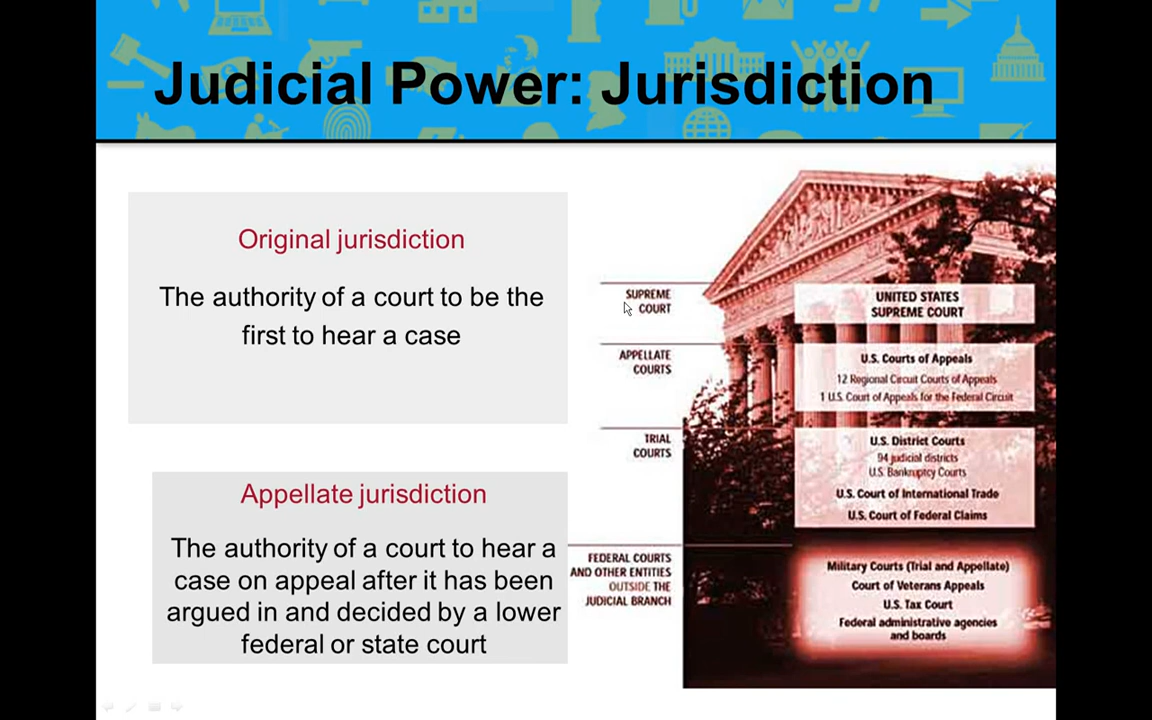 Judicial Power: Jurisdiction
Original jurisdiction
The authority of a court to be the
first to hear a case
Appellate jurisdiction
The authority of a court to hear a
case on appeal after it has been
argued in and decided by a lower
federal or state court
SUPREME
COURT
UNITED STATES
SUPREME COURT
APPELLATE
COURTS
U.S. Courts of Appeals
12 Regional Circuit Courts of Appeals
1 U.S. Court of Appeals for the Federal Circuit
TRIAL
COURTS
U.S. District Courts
94 judicial districts
U.S. Bankruptcy Courts
U.S. Court of International Trade
U.S. Court of Federal Claims
FEDERAL COURTS
AND OTHER ENTITIES
OUTSIDE THE
JUDICIAL BRANCH
Military Courts (Trial and Appellate)
Court of Veterans Appeals
U.S. Tax Court
Federal administrative agencies
and boards